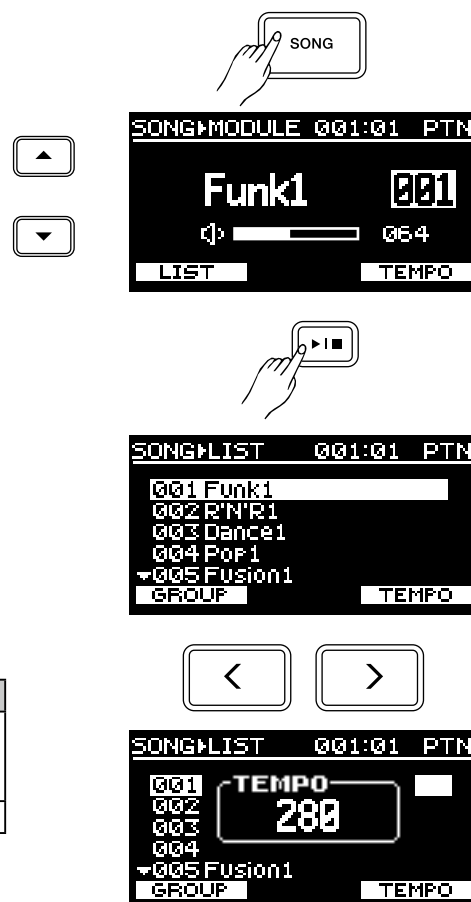 SONG
SONG▸MODULE 001:01 PTN
Funk1 001
064
LIST TEMPO
SONG▸LIST 001:01 PTN
001 Funk1
002 R'N'R1
003 Dance1
004 Pop1
005 Fusion1
GROUP TEMPO
SONG▸LIST 001:01 PTN
001
TEMPO
002
280
003
004
005 Fusion1
GROUP TEMPO